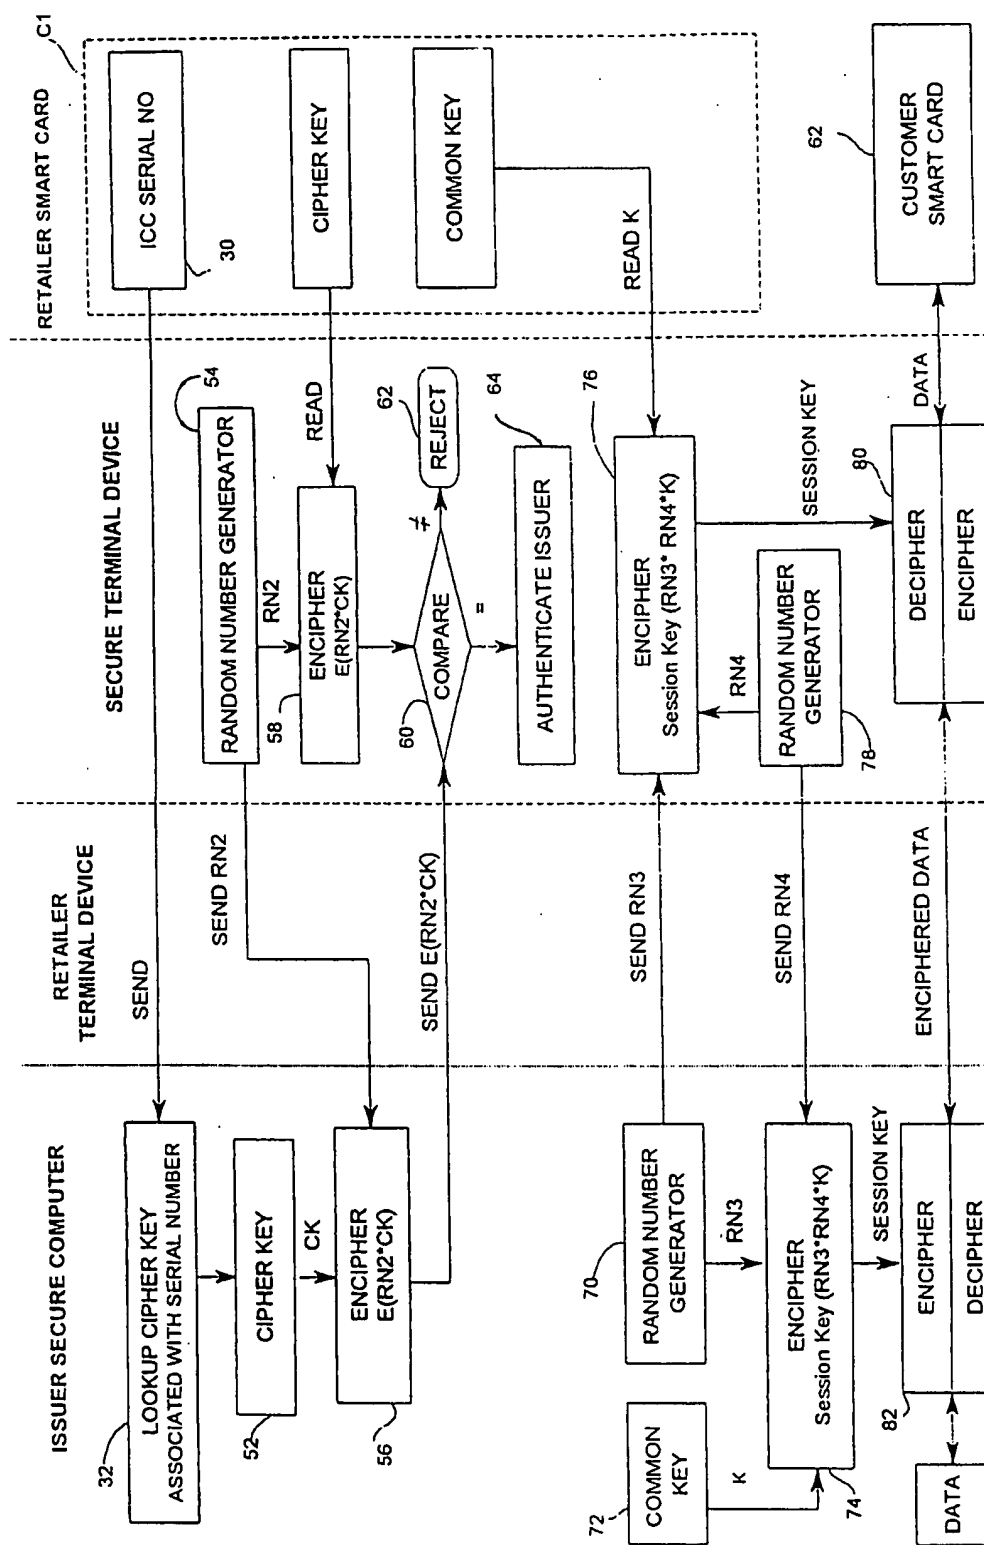 ISSUER SECURE COMPUTER
RETAILER
TERMINAL DEVICE
SECURE TERMINAL DEVICE
RETAILER SMART CARD
C1
32
LOOKUP CIPHER KEY
ASSOCIATED WITH SERIAL NUMBER
SEND
ICC SERIAL NO
30
52
CIPHER KEY
CK
SEND RN2
RANDOM NUMBER GENERATOR
54
RN2
CIPHER KEY
READ
56
ENCIPHER
E(RN2*CK)
58
ENCIPHER
E(RN2*CK)
SEND E(RN2*CK)
60
COMPARE
≠
REJECT
62
=
COMMON KEY
AUTHENTICATE ISSUER
64
READ K
70
RANDOM NUMBER
GENERATOR
SEND RN3
RN3
ENCIPHER
Session Key (RN3* RN4*K)
76
72
COMMON
KEY
K
ENCIPHER
Session Key (RN3*RN4*K)
74
SEND RN4
RN4
RANDOM NUMBER
GENERATOR
78
SESSION KEY
SESSION KEY
82
ENCIPHER
DECIPHER
DATA
ENCIPHERED DATA
DECIPHER
ENCIPHER
80
DATA
CUSTOMER
SMART CARD
62